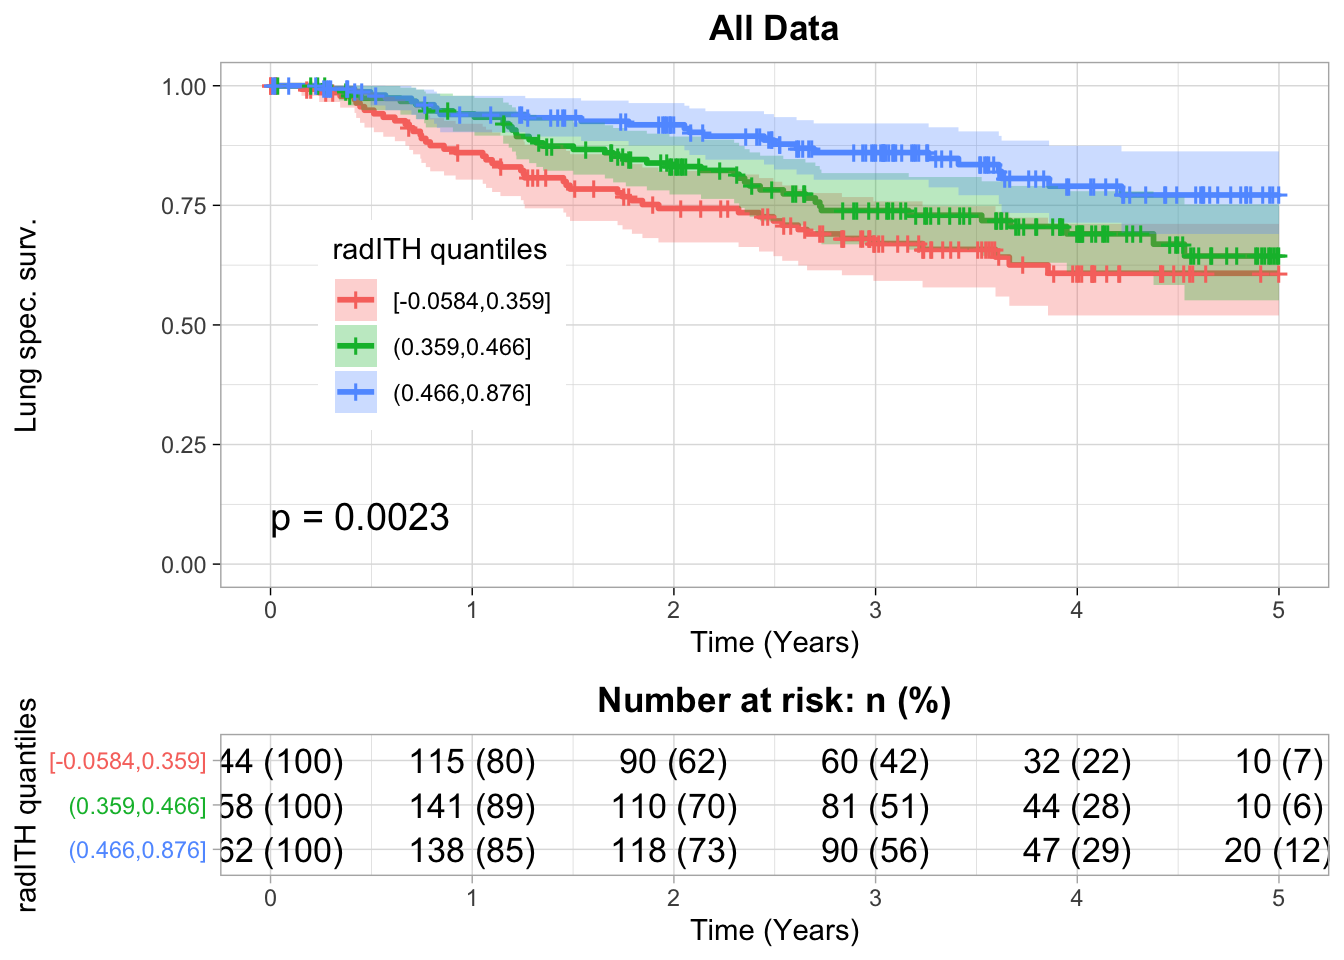 All Data
Lung spec. surv.
1.00
0.75
0.50
0.25
0.00
radITH quantiles
[-0.0584,0.359]
(0.359,0.466]
(0.466,0.876]
p = 0.0023
0 1 2 3 4 5
Time (Years)
Number at risk: n (%)
radITH quantiles
[-0.0584,0.359] 44 (100) 115 (80) 90 (62) 60 (42) 32 (22) 10 (7)
(0.359,0.466] 58 (100) 141 (89) 110 (70) 81 (51) 44 (28) 10 (6)
(0.466,0.876] 62 (100) 138 (85) 118 (73) 90 (56) 47 (29) 20 (12)
0 1 2 3 4 5
Time (Years)